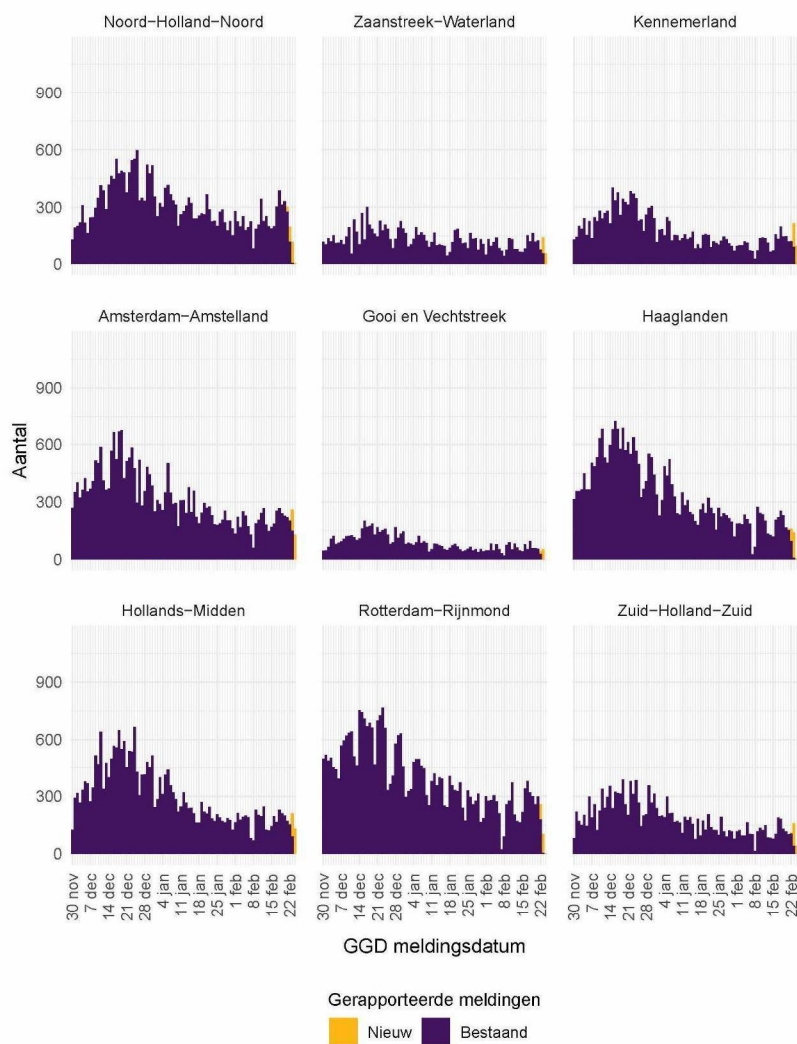 Noord-Holland-Noord
Zaanstreek-Waterland
Kennemerland
900
600
300
0
Amsterdam-Amstelland
Gooi en Vechtstreek
Haaglanden
900
600
300
0
Aantal
Hollands-Midden
Rotterdam-Rijnmond
Zuid-Holland-Zuid
900
600
300
0
30 nov
7 dec
14 dec
21 dec
28 dec
4 jan
11 jan
18 jan
25 jan
1 feb
8 feb
15 feb
22 feb
30 nov
7 dec
14 dec
21 dec
28 dec
4 jan
11 jan
18 jan
25 jan
1 feb
8 feb
15 feb
22 feb
30 nov
7 dec
14 dec
21 dec
28 dec
4 jan
11 jan
18 jan
25 jan
1 feb
8 feb
15 feb
22 feb
GGD meldingsdatum
Gerapporteerde meldingen
Nieuw Bestaand